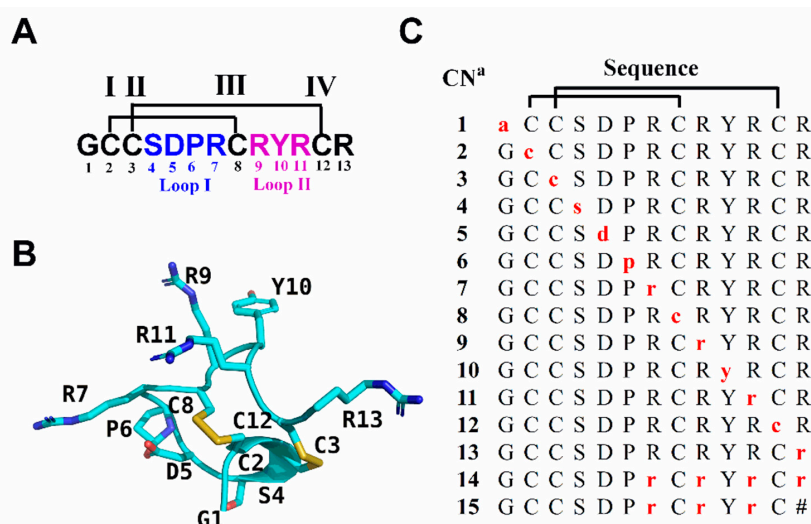 A
I II III IV
GCCSDPRCRYRCR
1 2 3 4 5 6 7 8 9 10 11 12 13
Loop I Loop II
B
R9
Y10
R11
R7
C8
C12
R13
P6
C3
D5
C2
S4
G1
C
CNa Sequence
1 a C C S D P R C R Y R C R
2 G c C S D P R C R Y R C R
3 G C c S D P R C R Y R C R
4 G C C s D P R C R Y R C R
5 G C C S d P R C R Y R C R
6 G C C S D p R C R Y R C R
7 G C C S D P r C R Y R C R
8 G C C S D P R c R Y R C R
9 G C C S D P R C r Y R C R
10 G C C S D P R C R y R C R
11 G C C S D P R C R Y r C R
12 G C C S D P R C R Y R c R
13 G C C S D P R C R Y R C r
14 G C C S D P r C r Y r C r
15 G C C S D P r C r Y r C #